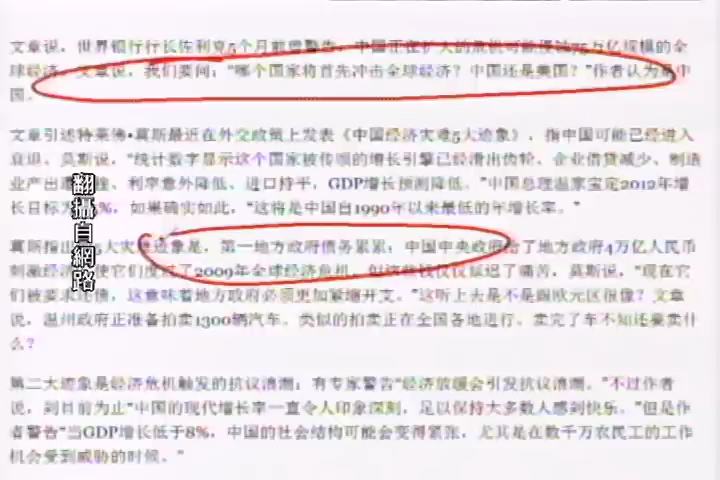 文章说，世界银行行长佐利克5个月前曾警告，中国正在扩大的危机可能侵蚀75万亿规模的全
球经济。文章说，我们要问：“哪个国家将首先冲击全球经济？中国还是美国？”作者认为是中
国。
文章引述特莱佛•莫斯最近在外交政策上发表《中国经济灾难5大迹象》，指中国可能已经进入
衰退。莫斯说，“统计数字显示这个国家被传颂的增长引擎已经滑出齿轮，企业借贷减少、制造
业产出 、利率意外降低、进口持平，GDP增长预测降低。”中国总理温家宝定2012年增
长目标为 %，如果确实如此，“这将是中国自1990年以来最低的年增长率。”
莫斯指出 5大灾难迹象是，第一地方政府债务累累：中国中央政府给了地方政府4万亿人民币
刺激经济 使它们度过了2009年全球经济危机，但这些钱仅仅延迟了痛苦，莫斯说，“现在它
们被要求还债，这意味着地方政府必须更加紧缩开支。”这听上去是不是跟欧元区很像？文章
说，温州政府正准备拍卖1300辆汽车。类似的拍卖正在全国各地进行。卖完了车不知还要卖什
么？
第二大迹象是经济危机触发的抗议浪潮：有专家警告“经济放缓会引发抗议浪潮。”不过作者
说，到目前为止“中国的现代增长率一直令人印象深刻，足以保持大多数人感到快乐。”但是作
者警告“当GDP增长低于8%，中国的社会结构可能会变得紧张，尤其是在数千万农民工的工作
机会受到威胁的时候。”
翻攝自網路